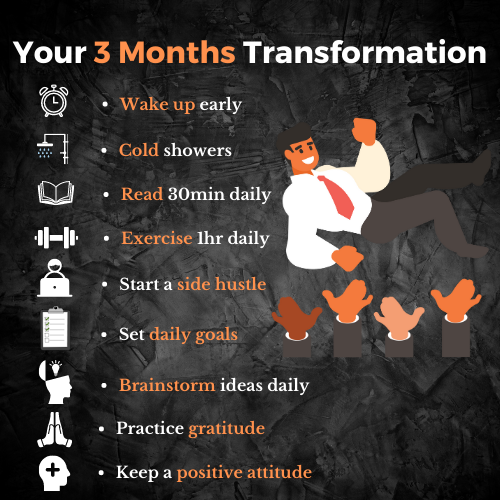 Your 3 Months Transformation
• Wake up early
• Cold showers
• Read 30min daily
• Exercise 1hr daily
• Start a side hustle
• Set daily goals
• Brainstorm ideas daily
• Practice gratitude
• Keep a positive attitude